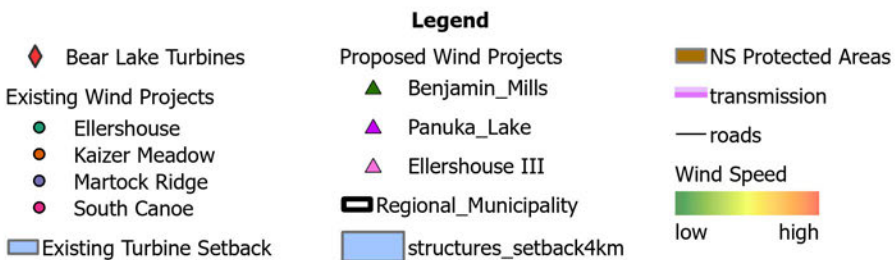 Legend
Bear Lake Turbines
Existing Wind Projects
Ellershouse
Kaizer Meadow
Martock Ridge
South Canoe
Existing Turbine Setback
Proposed Wind Projects
Benjamin_Mills
Panuka_Lake
Ellershouse III
Regional_Municipality
structures_setback4km
NS Protected Areas
transmission
roads
Wind Speed
low high